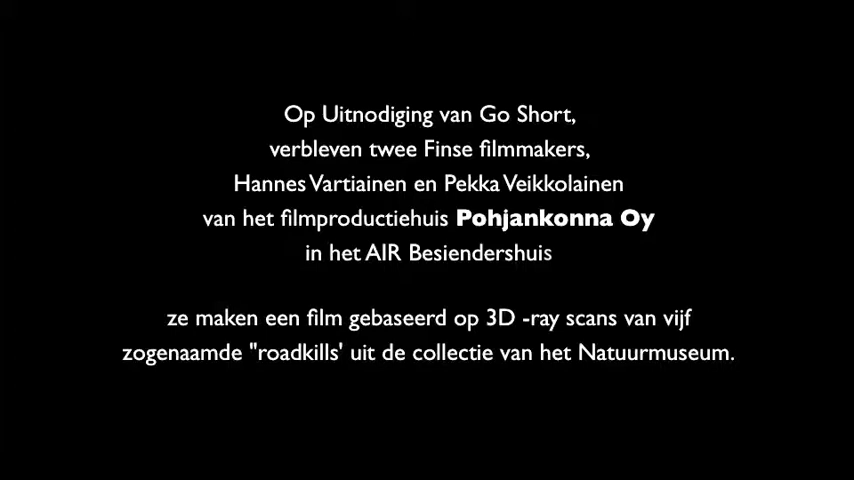 Op Uitnodiging van Go Short,
verbleven twee Finse filmmakers,
Hannes Vartiainen en Pekka Veikkolainen
van het filmproductiehuis Pohjankonna Oy
in het AIR Besiendershuis
ze maken een film gebaseerd op 3D -ray scans van vijf
zogenaamde "roadkills' uit de collectie van het Natuurmuseum.